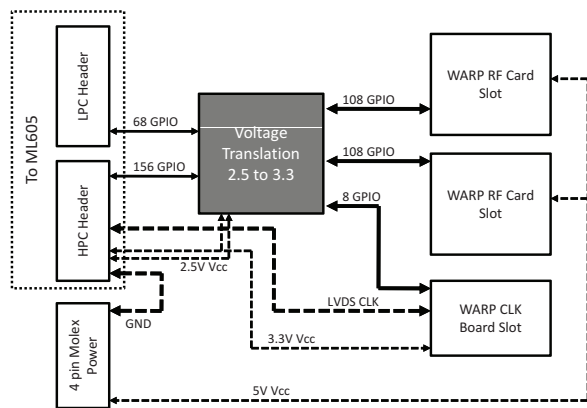 To ML605
LPC Header
HPC Header
4 pin Molex
Power
68 GPIO
156 GPIO
Voltage
Translation
2.5 to 3.3
108 GPIO
108 GPIO
8 GPIO
WARP RF Card
Slot
WARP RF Card
Slot
WARP CLK
Board Slot
2.5V Vcc
GND
LVDS CLK
3.3V Vcc
5V Vcc